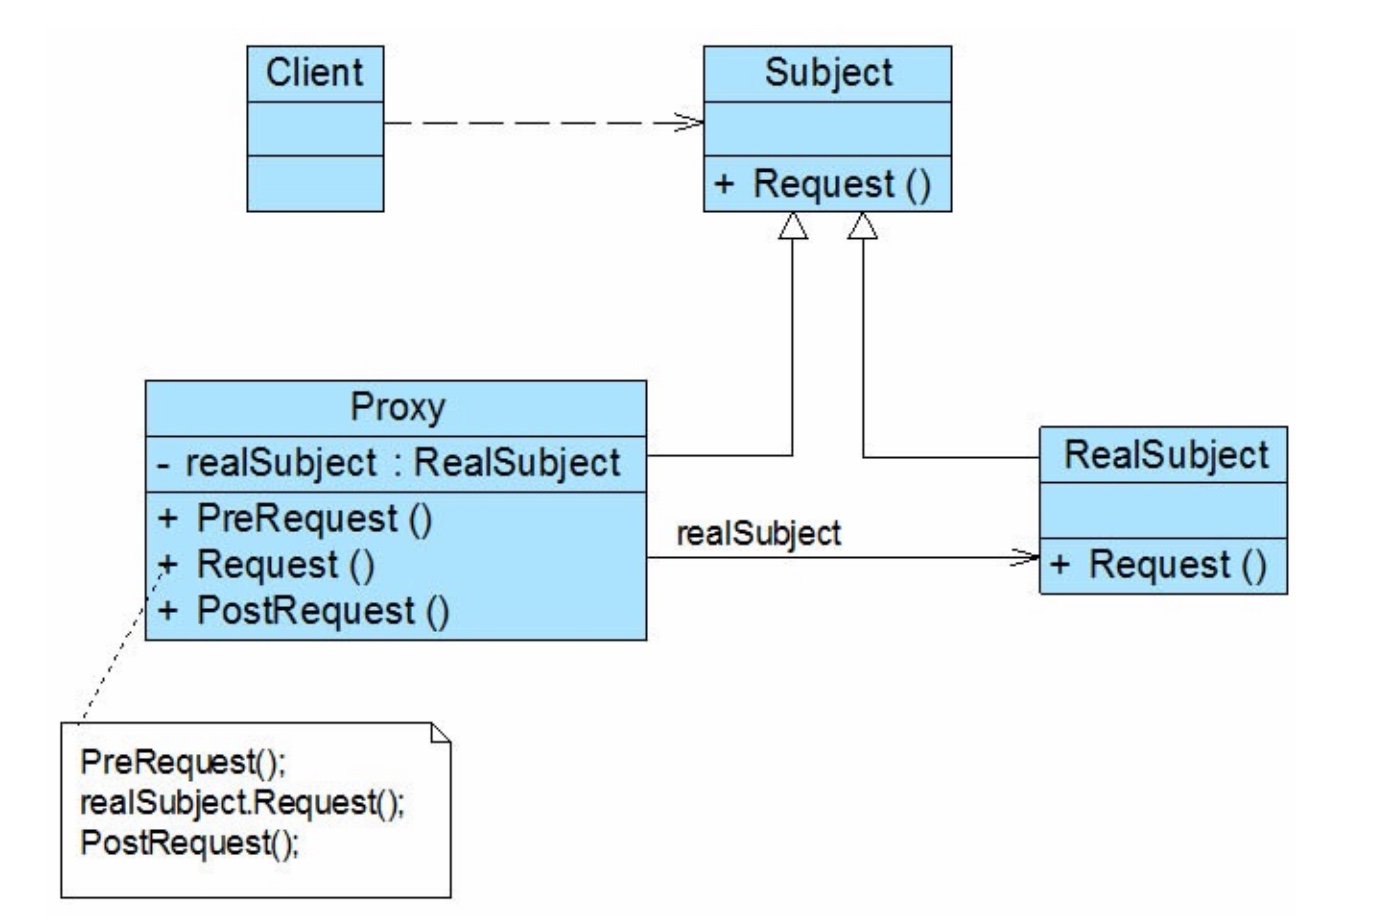 Client
Subject
+ Request ()
Proxy
- realSubject : RealSubject
+ PreRequest ()
+ Request ()
+ PostRequest ()
realSubject
RealSubject
+ Request ()
PreRequest();
realSubject.Request();
PostRequest();